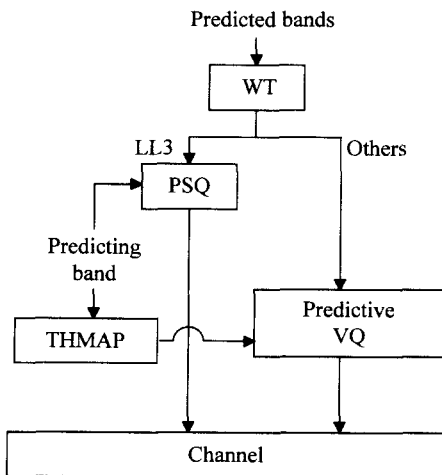 Predicted bands
WT
LL3
Others
PSQ
Predicting
band
THMAP
Predictive
VQ
Channel